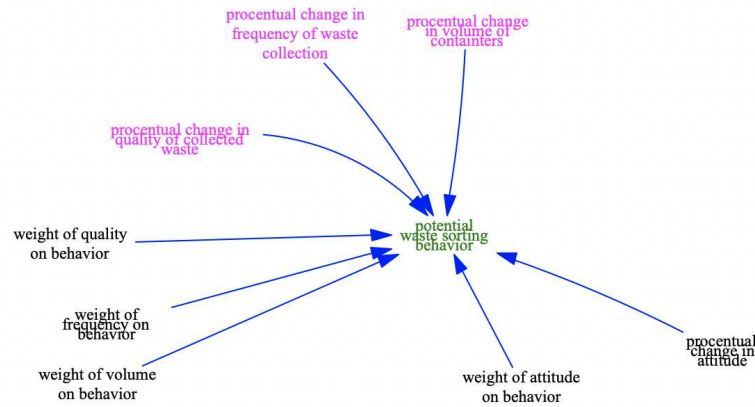 procentual change in
frequency of waste
collection
procentual change
in volume of
containters
procentual change in
quality of collected
waste
potential
waste sorting
behavior
weight of quality
on behavior
weight of
frequency on
behavior
procentual
change in
attitude
weight of volume
on behavior
weight of attitude
on behavior